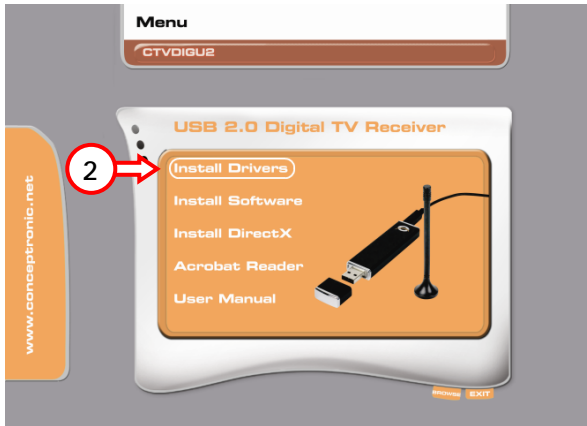 Menu
CTVDIGU2
USB 2.0 Digital TV Receiver
2
Install Drivers
Install Software
Install DirectX
Acrobat Reader
User Manual
www.conceptronic.net
BROWSE EXIT